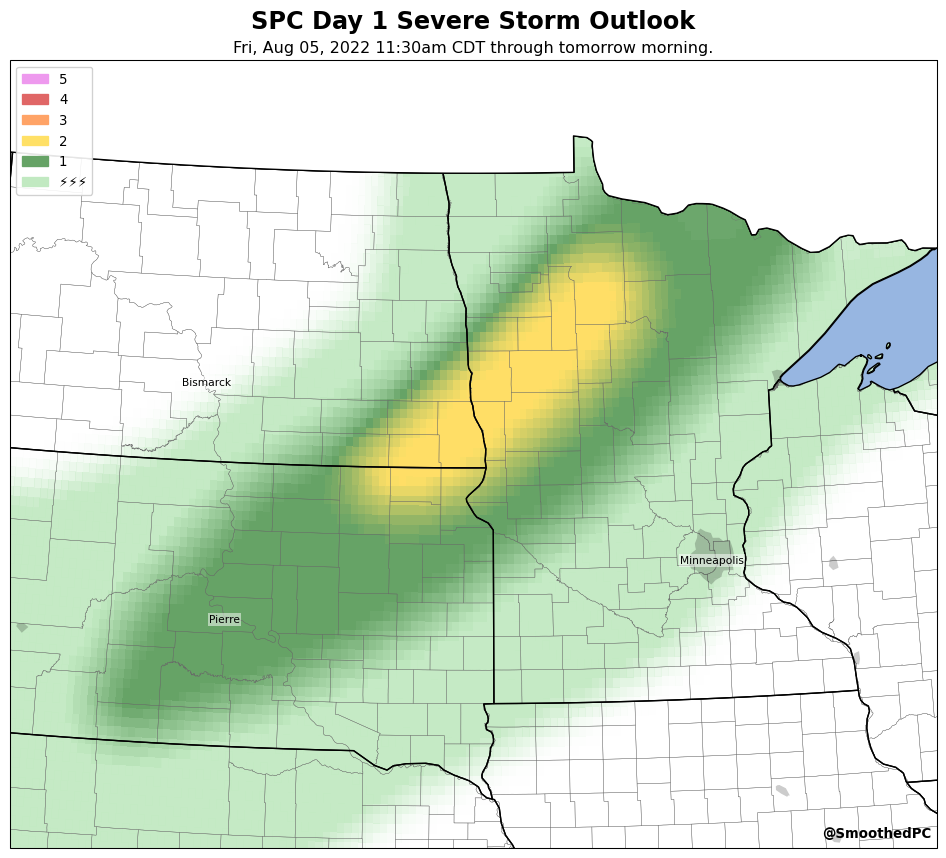 SPC Day 1 Severe Storm Outlook
Fri, Aug 05, 2022 11:30am CDT through tomorrow morning.
5
4
3
2
1
⚡⚡⚡
Bismarck
Minneapolis
Pierre
@SmoothedPC